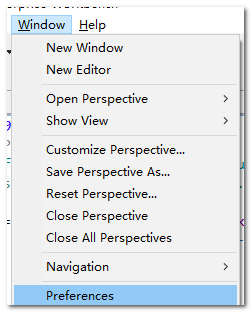 Window Help
New Window
New Editor
Open Perspective
Show View
Customize Perspective...
Save Perspective As...
Reset Perspective...
Close Perspective
Close All Perspectives
Navigation
Preferences